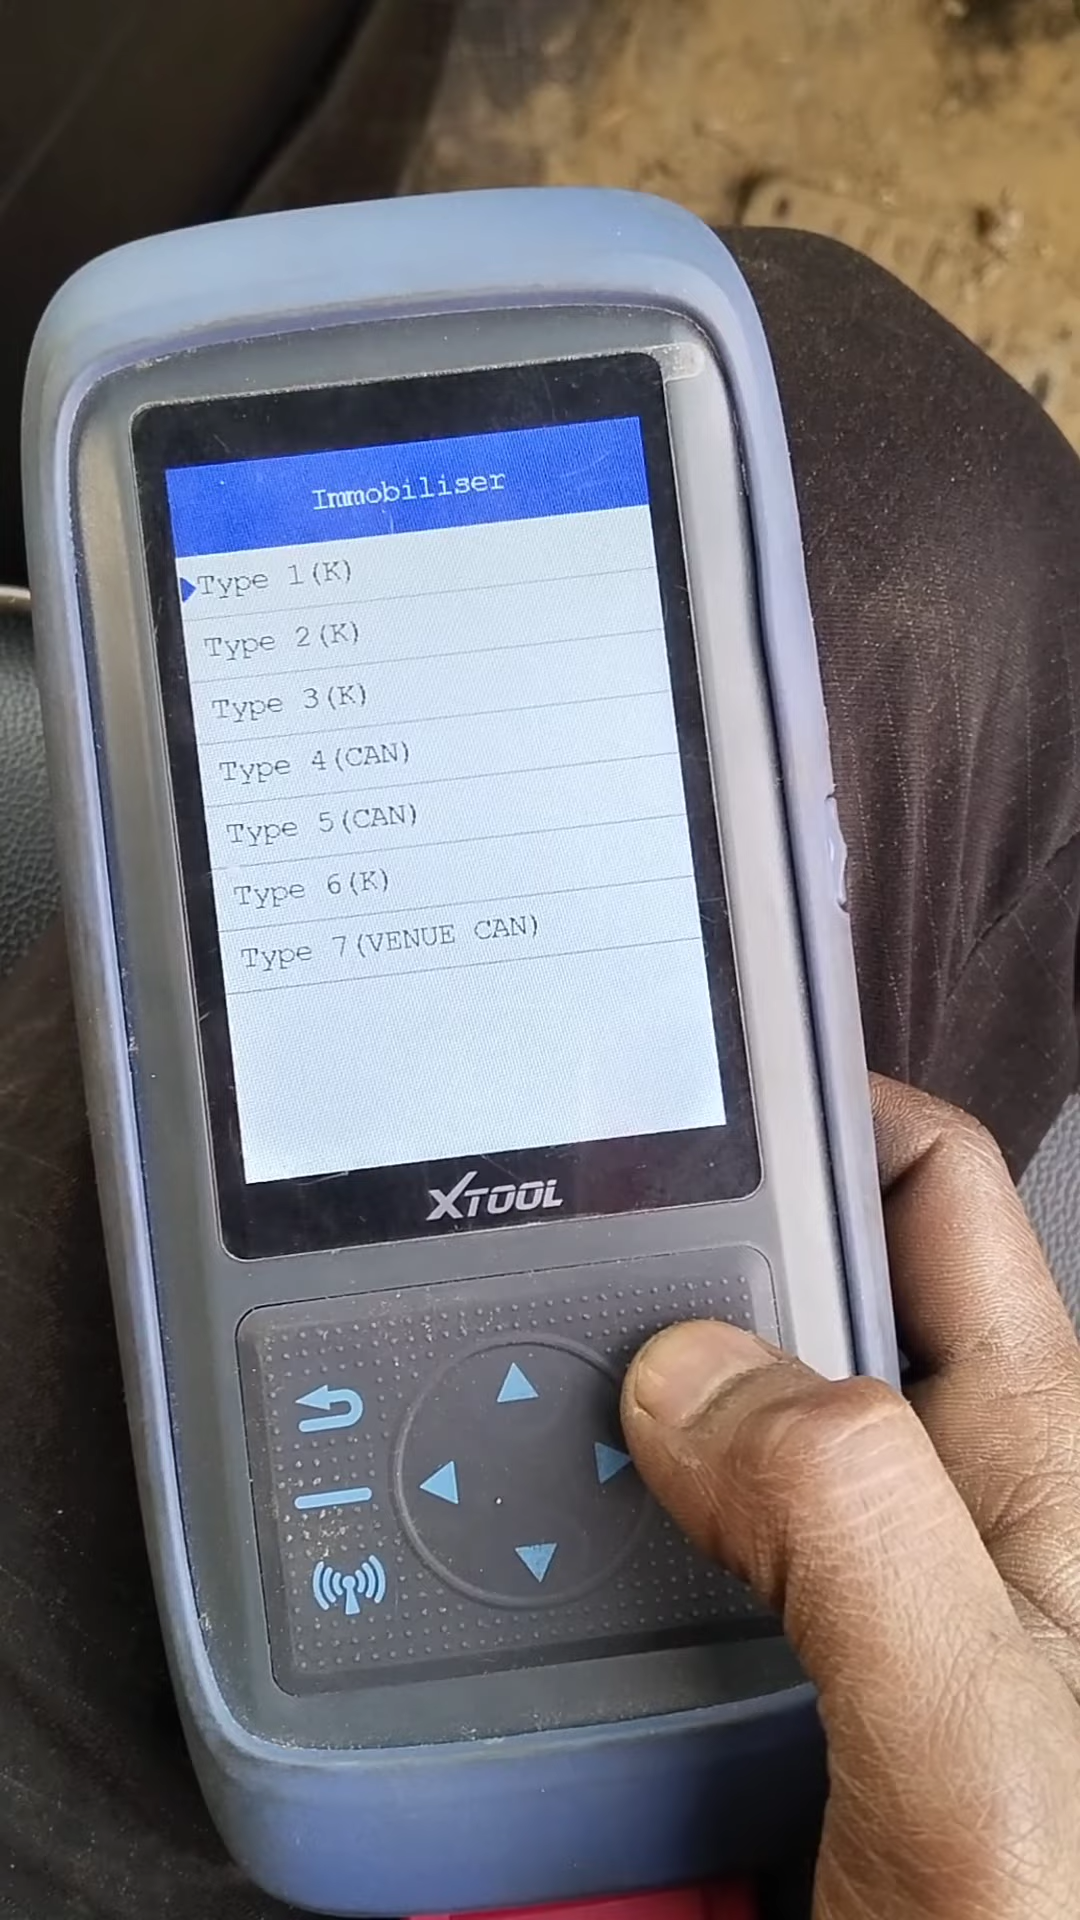 Immobiliser
Type 1(K)
Type 2(K)
Type 3(K)
Type 4(CAN)
Type 5(CAN)
Type 6(K)
Type 7(VENUE CAN)
XTOOL